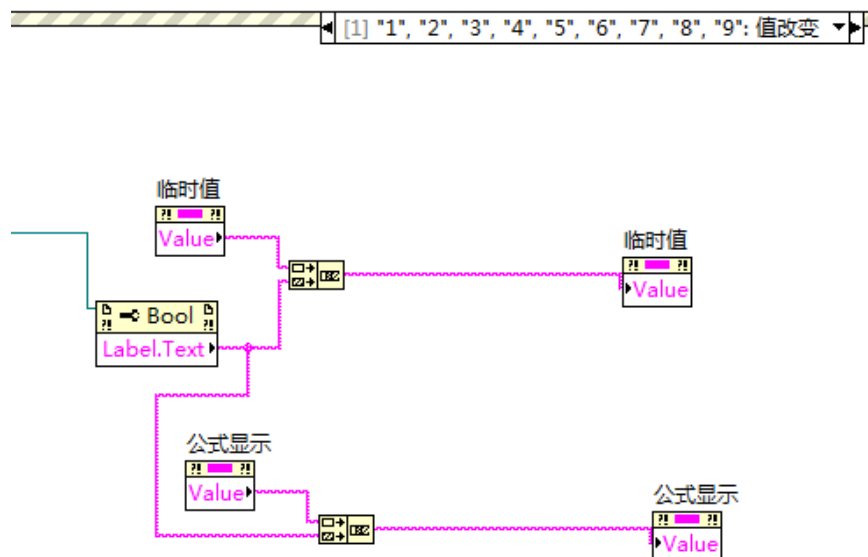 [1] "1", "2", "3", "4", "5", "6", "7", "8", "9": 值改变
临时值
?! ?!
Value
临时值
?! ?!
Value
Bool
?! ?!
Label.Text
公式显示
?! ?!
Value
公式显示
?! ?!
Value